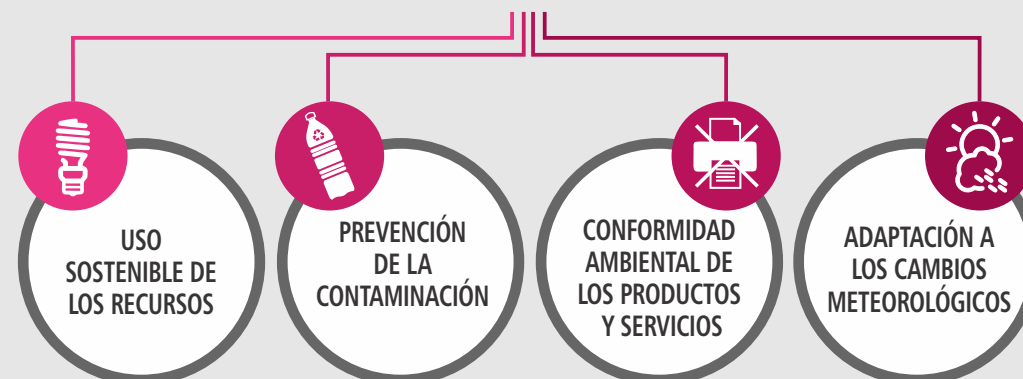 USO
SOSTENIBLE DE
LOS RECURSOS
PREVENCIÓN
DE LA
CONTAMINACIÓN
CONFORMIDAD
AMBIENTAL DE
LOS PRODUCTOS
Y SERVICIOS
ADAPTACIÓN A
LOS CAMBIOS
METEOROLÓGICOS